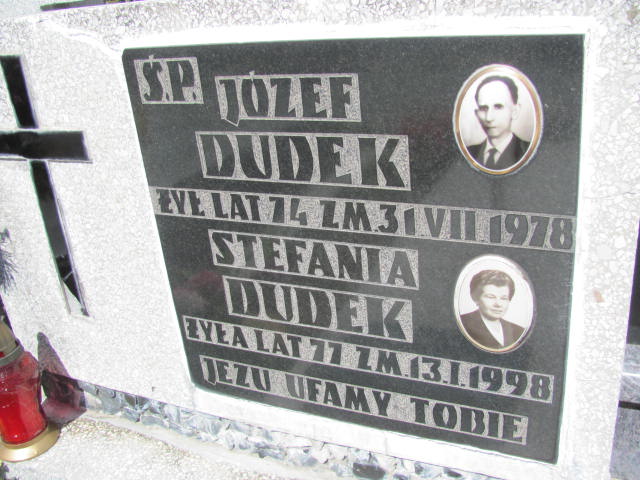 Ś.P. JÓZEF
DUDEK
ŻYŁ LAT 74 ZM. 31 VII. 1978
STEFANIA
DUDEK
ŻYŁA LAT 77 ZM. 13.I.1998
JEZU UFAMY TOBIE